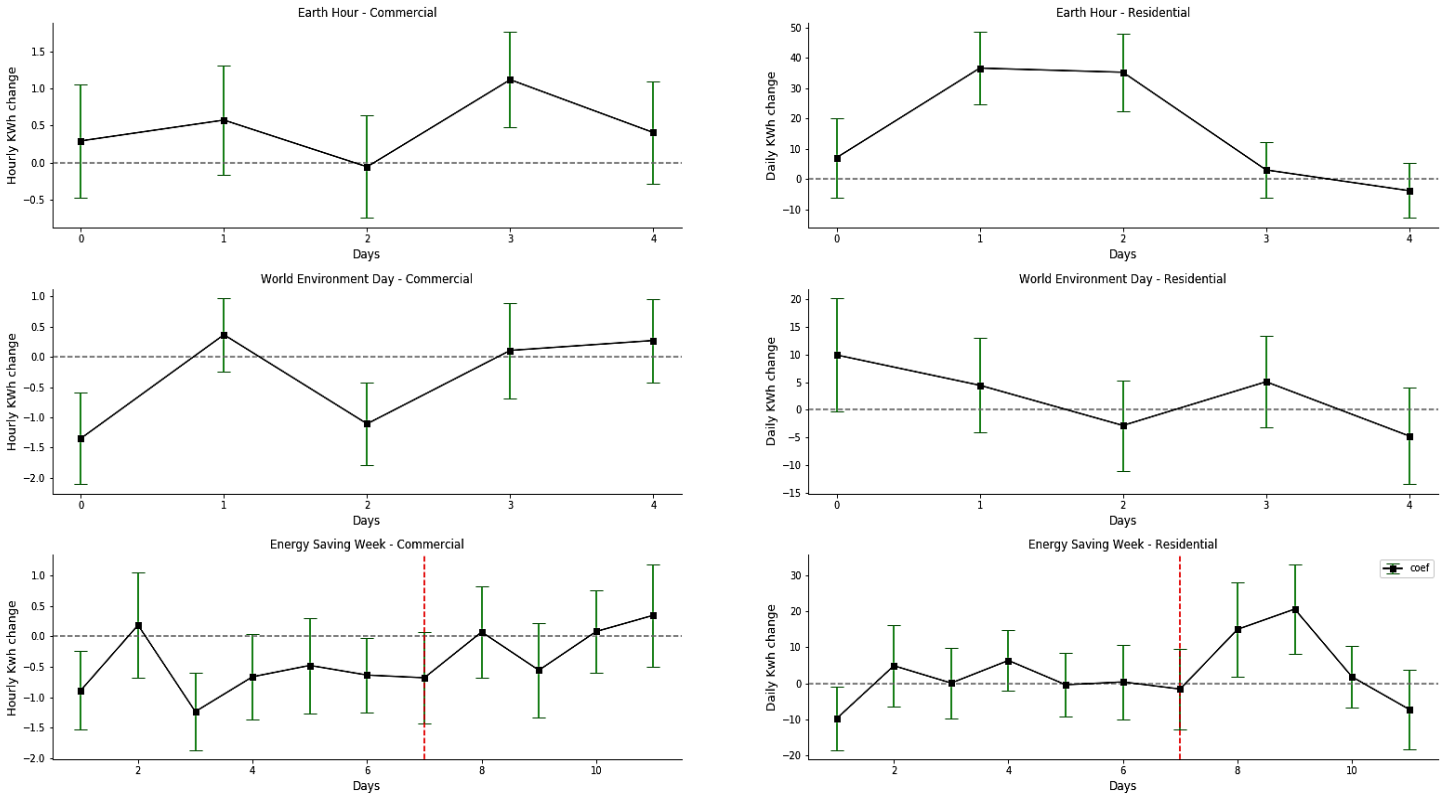 Earth Hour - Commercial
Hourly KWh change
1.5
1.0
0.5
0.0
−0.5
0 1 2 3 4
Days
Earth Hour - Residential
Daily KWh change
50
40
30
20
10
0
−10
0 1 2 3 4
Days
World Environment Day - Commercial
Hourly KWh change
1.0
0.5
0.0
−0.5
−1.0
−1.5
−2.0
0 1 2 3 4
Days
World Environment Day - Residential
Daily KWh change
20
15
10
5
0
−5
−10
−15
0 1 2 3 4
Days
Energy Saving Week - Commercial
Hourly Kwh change
1.0
0.5
0.0
−0.5
−1.0
−1.5
−2.0
2 4 6 8 10
Days
Energy Saving Week - Residential
Daily Kwh change
30
20
10
0
−10
−20
coef
2 4 6 8 10
Days